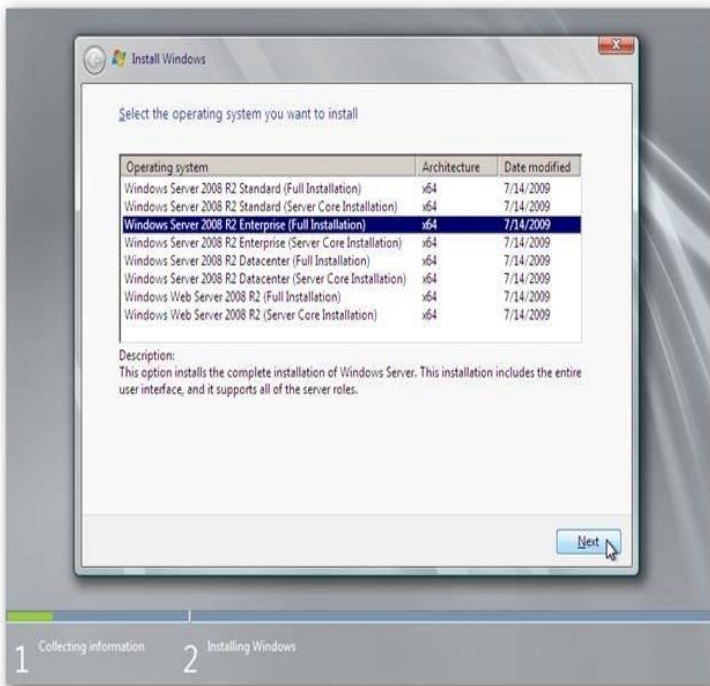 Install Windows
Select the operating system you want to install
Operating system Architecture Date modified
Windows Server 2008 R2 Standard (Full Installation) x64 7/14/2009
Windows Server 2008 R2 Standard (Server Core Installation) x64 7/14/2009
Windows Server 2008 R2 Enterprise (Full Installation) x64 7/14/2009
Windows Server 2008 R2 Enterprise (Server Core Installation) x64 7/14/2009
Windows Server 2008 R2 Datacenter (Full Installation) x64 7/14/2009
Windows Server 2008 R2 Datacenter (Server Core Installation) x64 7/14/2009
Windows Web Server 2008 R2 (Full Installation) x64 7/14/2009
Windows Web Server 2008 R2 (Server Core Installation) x64 7/14/2009
Description:
This option installs the complete installation of Windows Server. This installation includes the entire
user interface, and it supports all of the server roles.
Next
1 Collecting information 2 Installing Windows